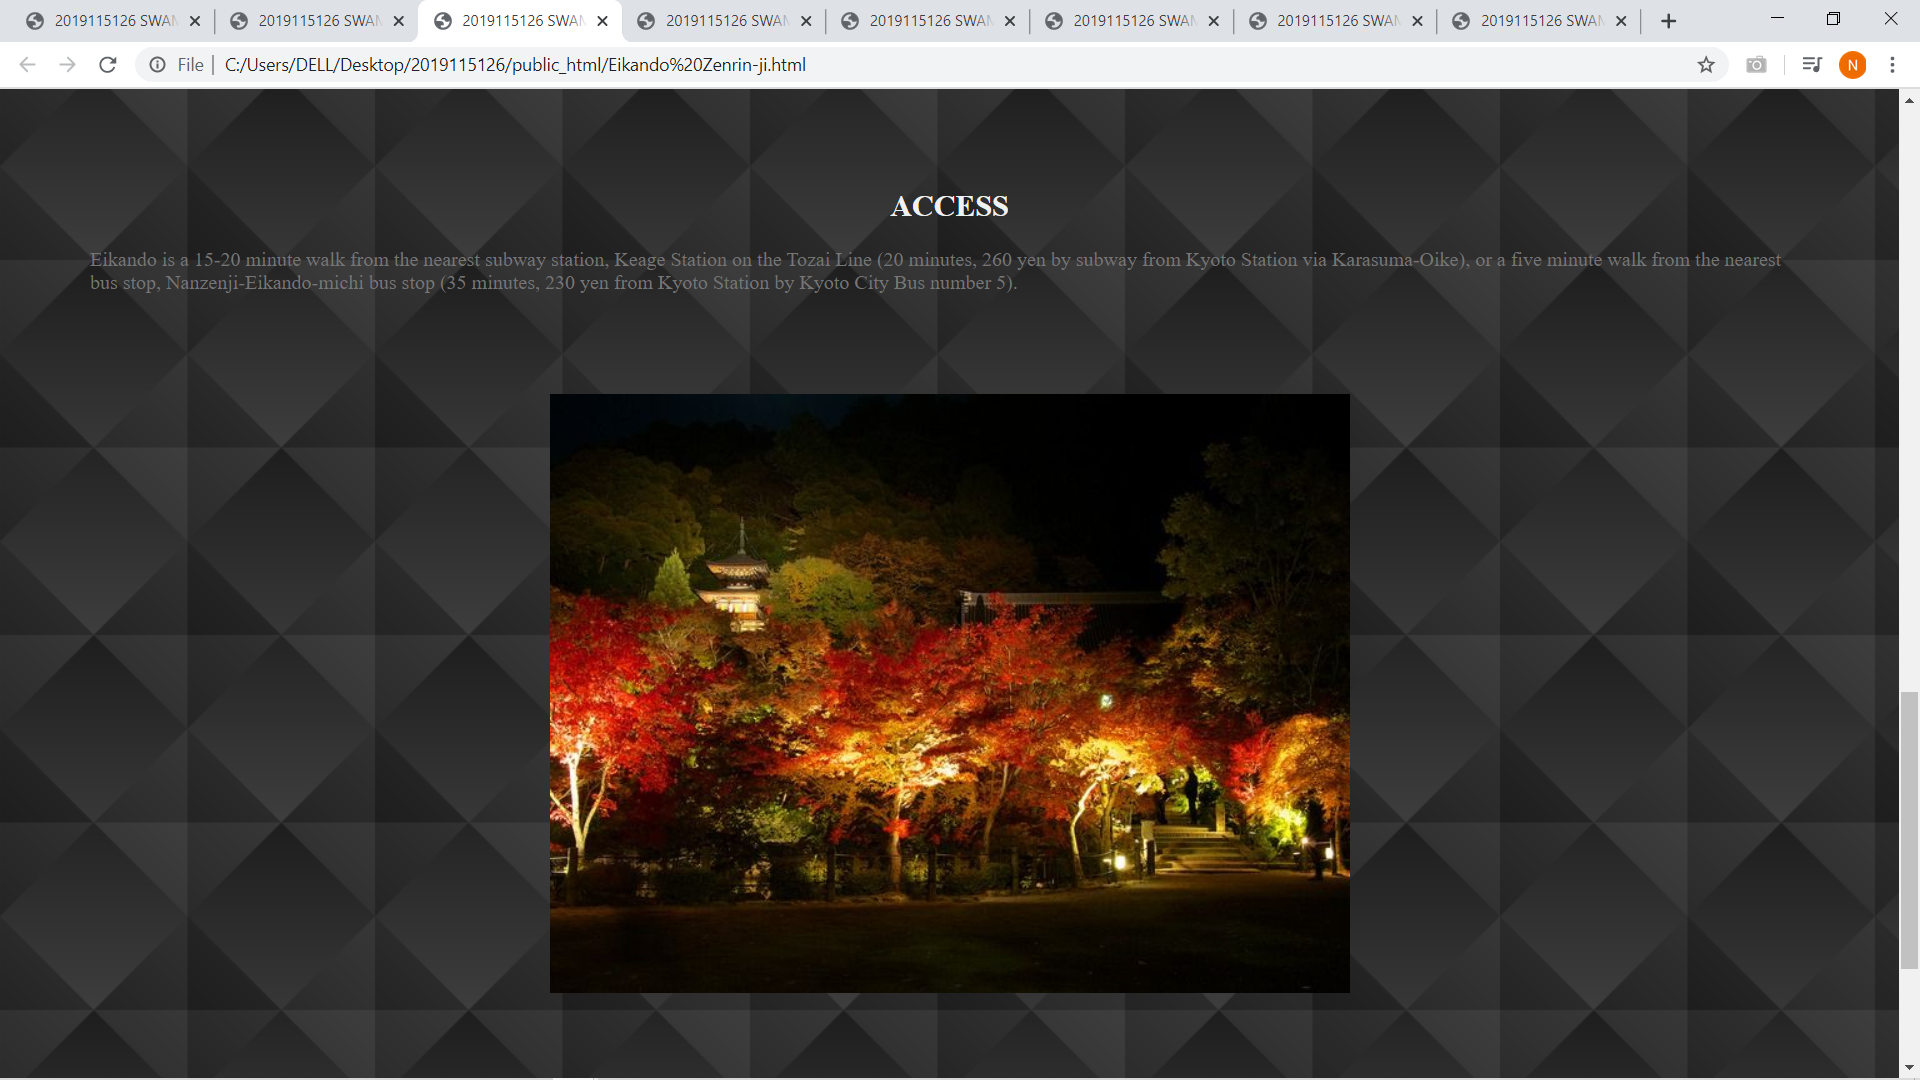 2019115126 SWAN
2019115126 SWAN
2019115126 SWAN
2019115126 SWAN
2019115126 SWAN
2019115126 SWAN
2019115126 SWAN
2019115126 SWAN
File
C:/Users/DELL/Desktop/2019115126/public_html/Eikando%20Zenrin-ji.html
N
ACCESS
Eikando is a 15-20 minute walk from the nearest subway station, Keage Station on the Tozai Line (20 minutes, 260 yen by subway from Kyoto Station via Karasuma-Oike), or a five minute walk from the nearest
bus stop, Nanzenji-Eikando-michi bus stop (35 minutes, 230 yen from Kyoto Station by Kyoto City Bus number 5).